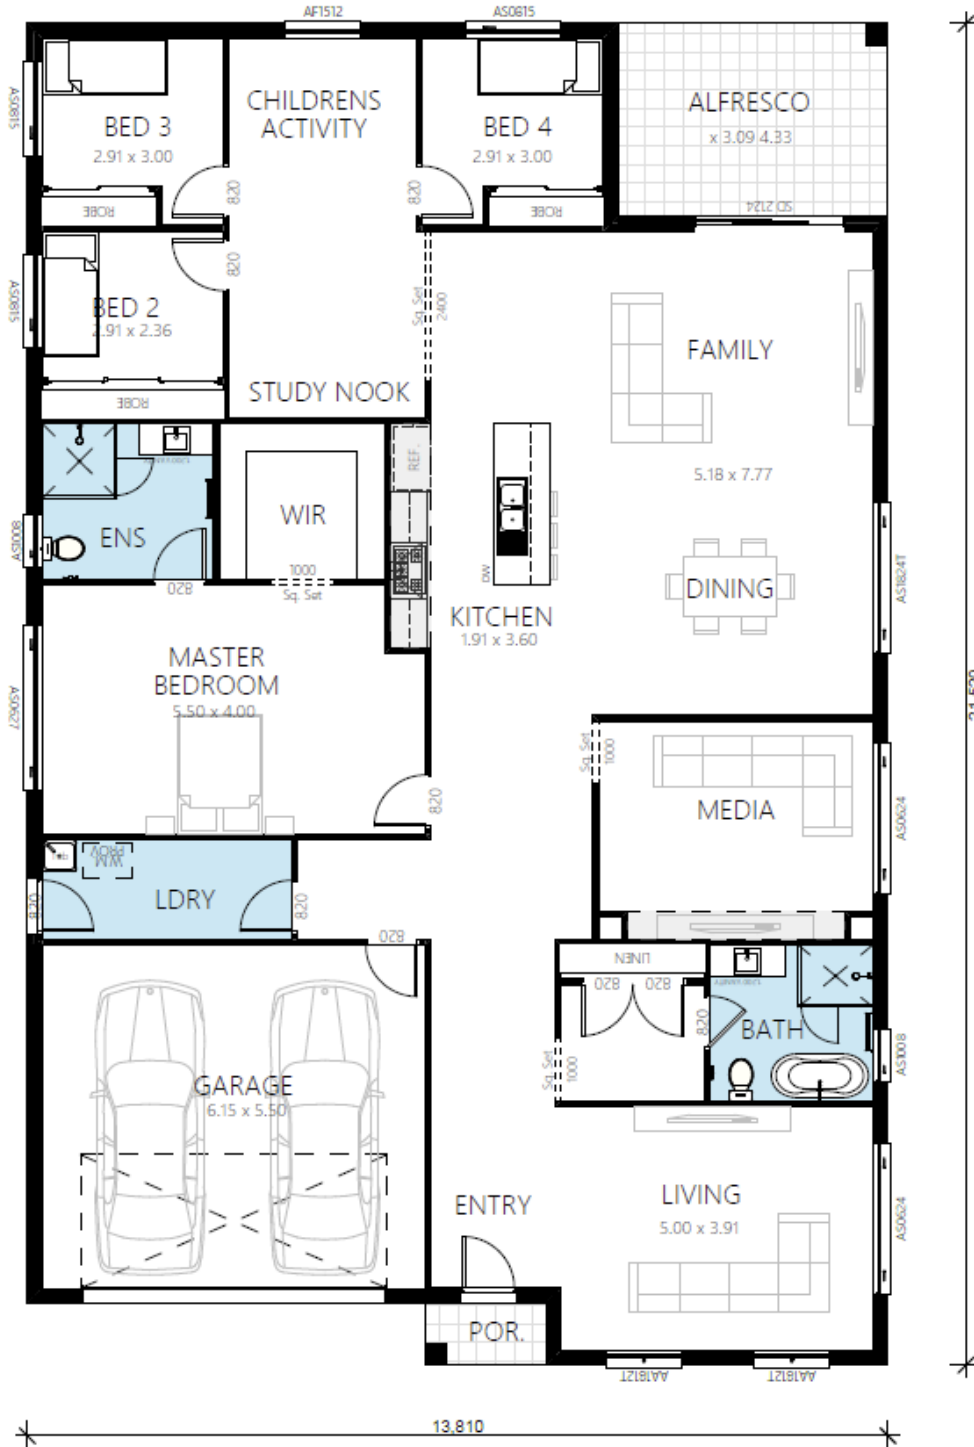 AF1512
AS0615
AS0815
CHILDRENS
ACTIVITY
BED 3
2.91 x 3.00
BED 4
2.91 x 3.00
ALFRESCO
x 3.09 4.33
820
820
ROBE
ROBE
SD 2124
820
AS0815
BED 2
2.91 x 2.36
Sq. Set
2400
FAMILY
STUDY NOOK
ROBE
REF.
5.18 x 7.77
WIR
ENS
AS1008
1000
Sq. Set
820
DW
AS1824T
DINING
KITCHEN
1.91 x 3.60
MASTER
BEDROOM
5.50 x 4.00
AS0627
Sq. Set
1000
820
MEDIA
AS0624
WM
PROV
LDRY
820
820
820
LINEN
820
820
820
BATH
AS1008
Sq. Set
1000
GARAGE
6.15 x 5.50
ENTRY
LIVING
5.00 x 3.91
AS0624
POR.
AA1612T
AA1612T
13,810